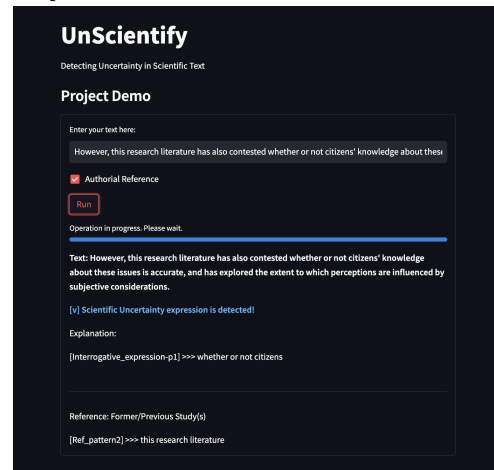 UnScientify
Detecting Uncertainty in Scientific Text
Project Demo
Enter your text here:
However, this research literature has also contested whether or not citizens' knowledge about these
Authorial Reference
Run
Operation in progress. Please wait.
Text: However, this research literature has also contested whether or not citizens' knowledge
about these issues is accurate, and has explored the extent to which perceptions are influenced by
subjective considerations.
[v] Scientific Uncertainty expression is detected!
Explanation:
[Interrogative_expression-p1] >>> whether or not citizens
Reference: Former/Previous Study(s)
[Ref_pattern2] >>> this research literature